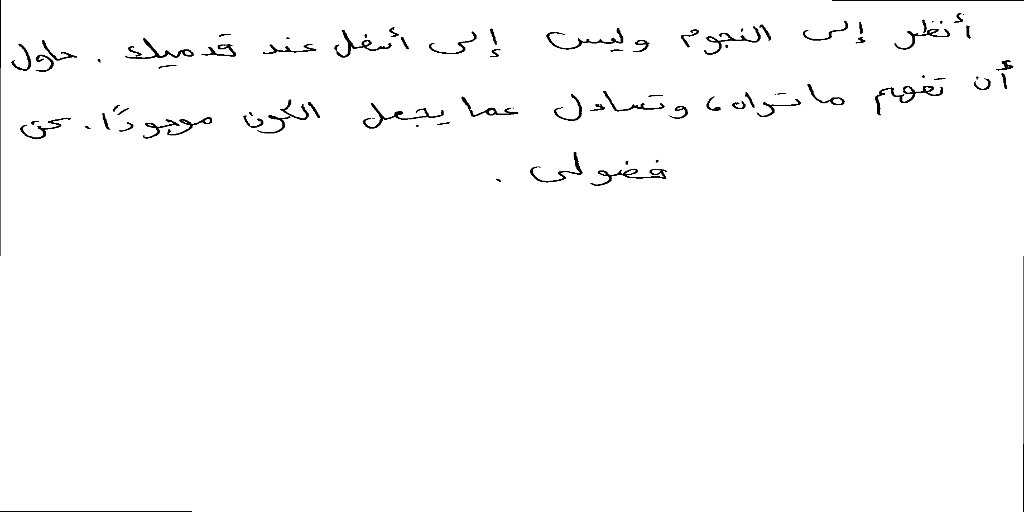 أنظر إلى النجوم وليس إلى أسفل عند قدميك . حاول
أن تفهم ما تراه، وتساءل عما يجعل الكون موجودًا. كن
فضولى .